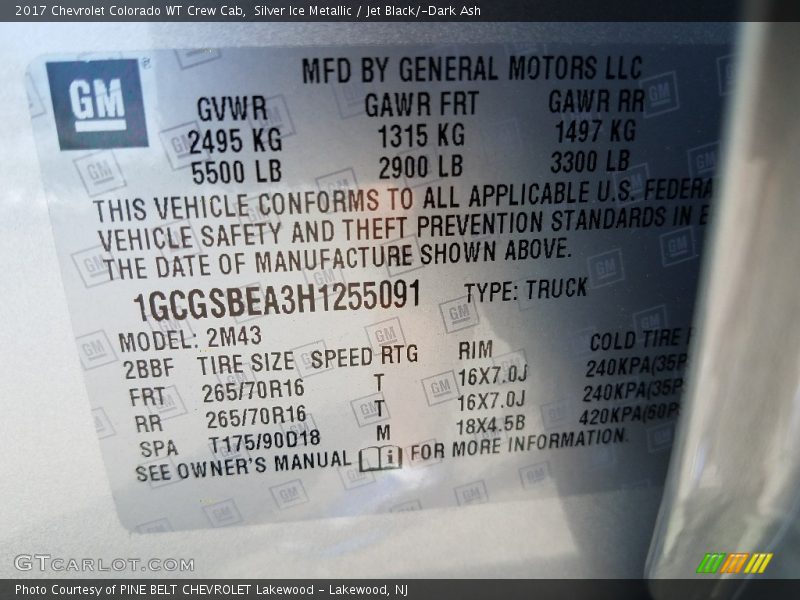 2017 Chevrolet Colorado WT Crew Cab, Silver Ice Metallic / Jet Black/-Dark Ash
GM ®
MFD BY GENERAL MOTORS LLC
GVWR GAWR FRT GAWR RR
2495 KG 1315 KG 1497 KG
5500 LB 2900 LB 3300 LB
THIS VEHICLE CONFORMS TO ALL APPLICABLE U.S. FEDERA
VEHICLE SAFETY AND THEFT PREVENTION STANDARDS IN E
THE DATE OF MANUFACTURE SHOWN ABOVE.
1GCGSBEA3H1255091 TYPE: TRUCK
MODEL: 2M43
2BBF TIRE SIZE SPEED RTG RIM COLD TIRE
FRT 265/70R16 T 16X7.0J 240KPA(35P
RR 265/70R16 T 16X7.0J 240KPA(35P
SPA T175/90D18 M 18X4.5B 420KPA(60P
SEE OWNER'S MANUAL i FOR MORE INFORMATION.
GTCARLOT.COM
Photo Courtesy of PINE BELT CHEVROLET Lakewood - Lakewood, NJ